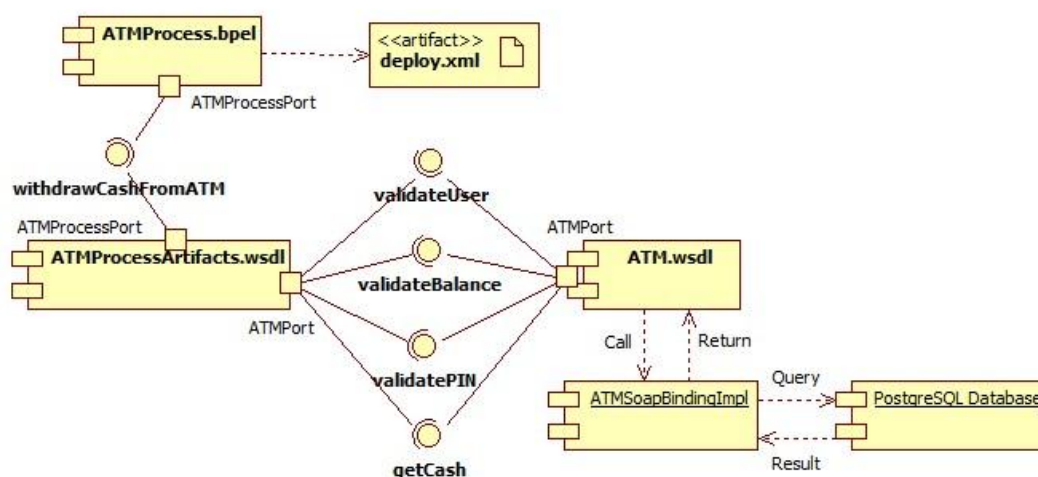 ATMProcess.bpel
<<artifact>>
deploy.xml
ATMProcessPort
withdrawCashFromATM
validateUser
ATMProcessPort
ATMPort
ATMProcessArtifacts.wsdl
ATM.wsdl
validateBalance
ATMPort
Call
Return
validatePIN
Query
ATMSoapBindingImpl
PostgreSQL Database
Result
getCash